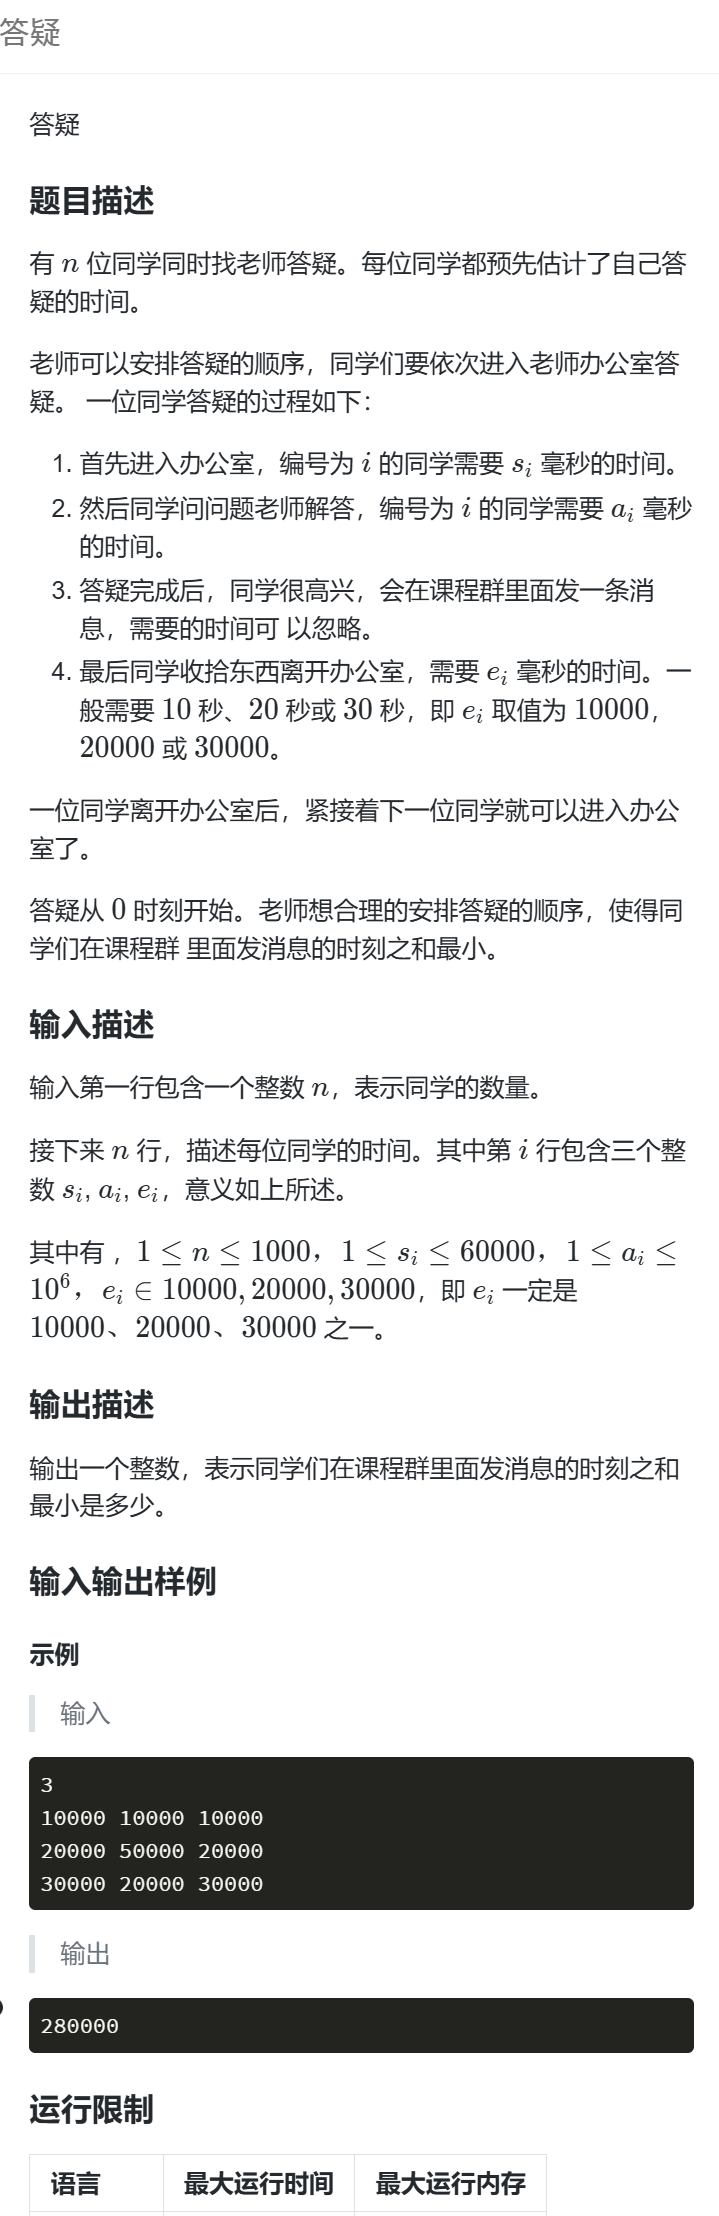 答疑
答疑
题目描述
有 n 位同学同时找老师答疑。每位同学都预先估计了自己答
疑的时间。
老师可以安排答疑的顺序，同学们要依次进入老师办公室答
疑。 一位同学答疑的过程如下：
1. 首先进入办公室，编号为 i 的同学需要 s_i 毫秒的时间。
2. 然后同学问问题老师解答，编号为 i 的同学需要 a_i 毫秒
的时间。
3. 答疑完成后，同学很高兴，会在课程群里面发一条消
息，需要的时间可 以忽略。
4. 最后同学收拾东西离开办公室，需要 e_i 毫秒的时间。一
般需要 10 秒、20 秒或 30 秒，即 e_i 取值为 10000，
20000 或 30000。
一位同学离开办公室后，紧接着下一位同学就可以进入办公
室了。
答疑从 0 时刻开始。老师想合理的安排答疑的顺序，使得同
学们在课程群 里面发消息的时刻之和最小。
输入描述
输入第一行包含一个整数 n，表示同学的数量。
接下来 n 行，描述每位同学的时间。其中第 i 行包含三个整
数 s_i, a_i, e_i，意义如上所述。
其中有 ，1 ≤ n ≤ 1000，1 ≤ s_i ≤ 60000，1 ≤ a_i ≤
10^6，e_i ∈ 10000, 20000, 30000，即 e_i 一定是
10000、20000、30000 之一。
输出描述
输出一个整数，表示同学们在课程群里面发消息的时刻之和
最小是多少。
输入输出样例
示例
输入
3
10000 10000 10000
20000 50000 20000
30000 20000 30000
输出
280000
运行限制
语言 最大运行时间 最大运行内存